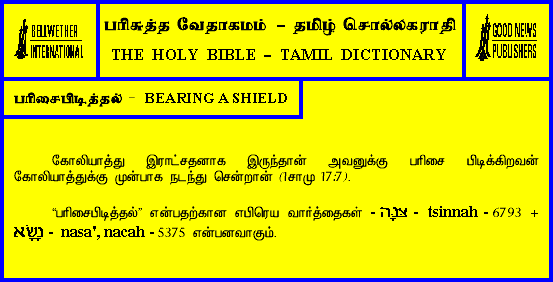 BELLWETHER
INTERNATIONAL
பரிசுத்த வேதாகமம் – தமிழ் சொல்லகராதி
THE HOLY BIBLE – TAMIL DICTIONARY
GOOD NEWS
PUBLISHERS
பரிசைபிடித்தல் – BEARING A SHIELD
கோலியாத்து இராட்சதனாக இருந்தான் அவனுக்கு பரிசை பிடிக்கிறவன்
கோலியாத்துக்கு முன்பாக நடந்து சென்றான் (1சாமு 17:7).
“பரிசைபிடித்தல்” என்பதற்கான எபிரெய வார்த்தைகள் - צִנָּה - tsinnah - 6793 +
נָשָׂא - nasa', nacah - 5375 என்பனவாகும்.